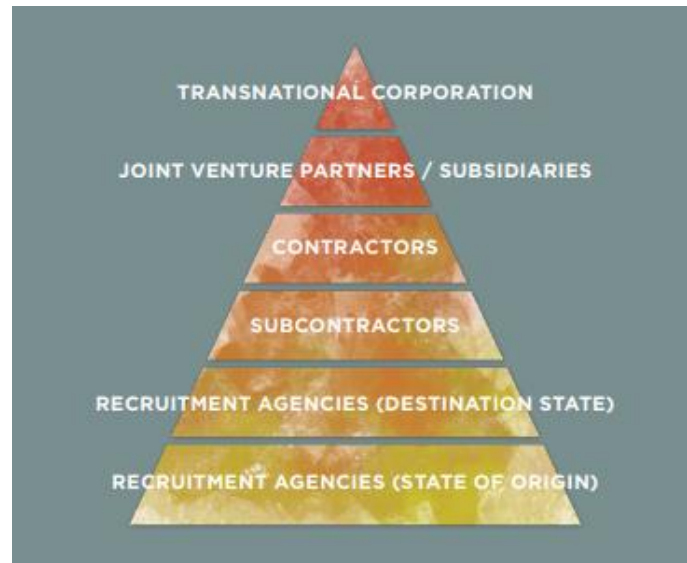 TRANSNATIONAL CORPORATION
JOINT VENTURE PARTNERS / SUBSIDIARIES
CONTRACTORS
SUBCONTRACTORS
RECRUITMENT AGENCIES (DESTINATION STATE)
RECRUITMENT AGENCIES (STATE OF ORIGIN)